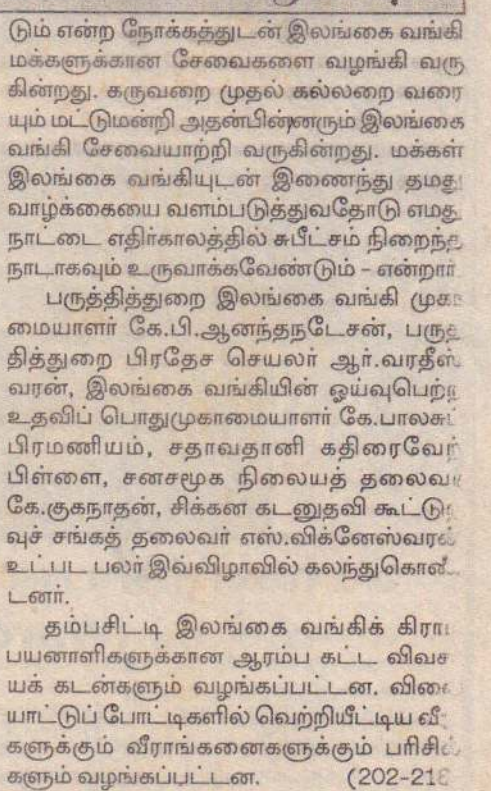 டும் என்ற நோக்கத்துடன் இலங்கை வங்கி
மக்களுக்கான சேவைகளை வழங்கி வரு
கின்றது. கருவறை முதல் கல்லறை வரை
யும் மட்டுமன்றி அதன்பின்னரும் இலங்கை
வங்கி சேவையாற்றி வருகின்றது. மக்கள்
இலங்கை வங்கியுடன் இணைந்து தமது
வாழ்க்கையை வளம்படுத்துவதோடு எமது
நாட்டை எதிர்காலத்தில் சுபீட்சம் நிறைந்த
நாடாகவும் உருவாக்கவேண்டும் – என்றார்
பருத்தித்துறை இலங்கை வங்கி முகா
மையாளர் கே.பி.ஆனந்தநடேசன், பருத்
தித்துறை பிரதேச செயலர் ஆர்.வரதீஸ்
வரன், இலங்கை வங்கியின் ஓய்வுபெற்ற
உதவிப் பொதுமுகாமையாளர் கே.பாலசுப்
பிரமணியம், சதாவதானி கதிரைவேற்
பிள்ளை, சனசமூக நிலையத் தலைவர்
கே.குகநாதன், சிக்கன கடனுதவி கூட்டுற
வுச் சங்கத் தலைவர் எஸ்.விக்னேஸ்வரன்
உட்பட பலர் இவ்விழாவில் கலந்துகொண்
டனர்.
தம்பசிட்டி இலங்கை வங்கிக் கிராம
பயனாளிகளுக்கான ஆரம்ப கட்ட விவசா
யக் கடன்களும் வழங்கப்பட்டன. விளை
யாட்டுப் போட்டிகளில் வெற்றியீட்டிய வீர
களுக்கும் வீராங்கனைகளுக்கும் பரிசில்
களும் வழங்கப்பட்டன. (202-218